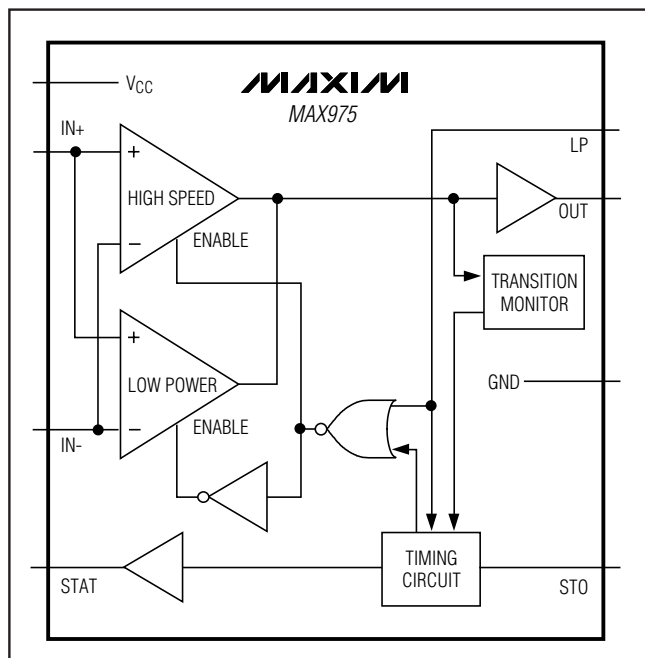 VCC
MAXIM
MAX975
IN+
LP
+
HIGH SPEED
−
ENABLE
OUT
TRANSITION
MONITOR
+
LOW POWER
−
ENABLE
GND
IN-
STAT
TIMING
CIRCUIT
STO